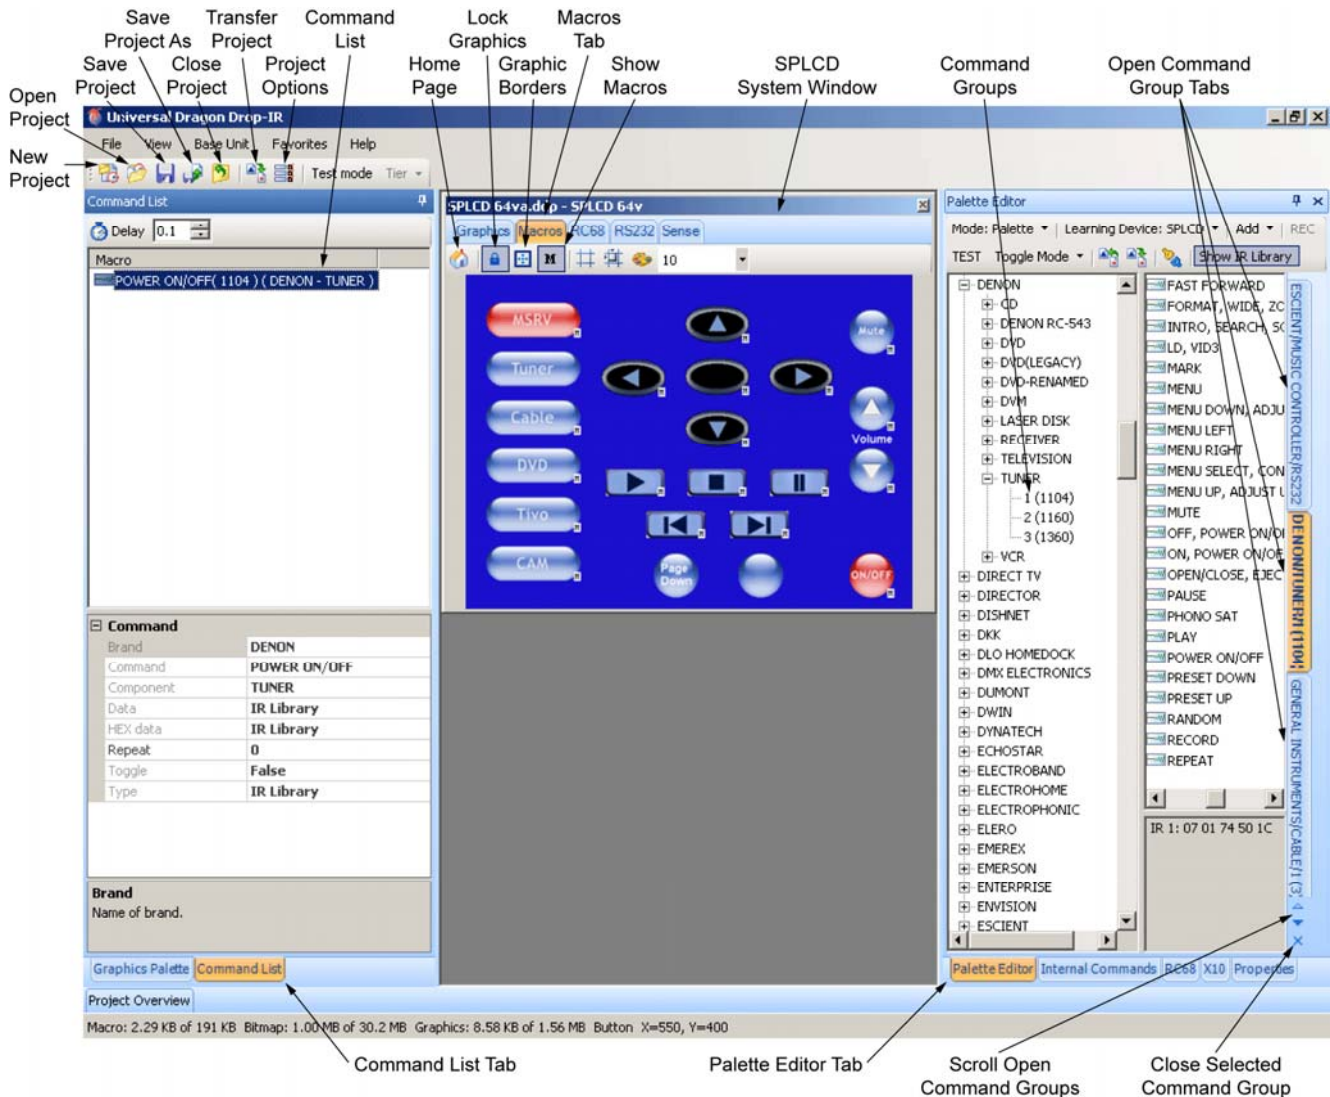 Save Project As
Transfer Project
Command List
Lock Graphics
Macros Tab
Save Project
Close Project
Project Options
Home Page
Graphic Borders
Show Macros
SPLCD System Window
Command Groups
Open Command Group Tabs
Open Project
New Project
Universal Dragon Drop-IR
File View Base Unit Favorites Help
Test mode Tier
Command List
Delay 0.1
Macro
POWER ON/OFF( 1104 ) ( DENON - TUNER )
Command
Brand DENON
Command POWER ON/OFF
Component TUNER
Data IR Library
HEX data IR Library
Repeat 0
Toggle False
Type IR Library
Brand
Name of brand.
Graphics Palette Command List
Project Overview
Macro: 2.29 KB of 191 KB Bitmap: 1.00 MB of 30.2 MB Graphics: 8.58 KB of 1.56 MB Button X=550, Y=400
SPLCD 64va.ddp - SPLCD 64v
Graphics Macros RC68 RS232 Sense
M 10
MSRV
Tuner
Cable
DVD
Tivo
CAM
Mute
Volume
Page Down
ON/OFF
Palette Editor
Mode: Palette Learning Device: SPLCD Add REC
TEST Toggle Mode Show IR Library
DENON
CD
DENON RC-543
DVD
DVD(LEGACY)
DVD-RENAMED
DVM
LASER DISK
RECEIVER
TELEVISION
TUNER
1 (1104)
2 (1160)
3 (1360)
VCR
DIRECT TV
DIRECTOR
DISHNET
DKK
DLO HOMEDOCK
DMX ELECTRONICS
DUMONT
DWIN
DYNATECH
ECHOSTAR
ELECTROBAND
ELECTROHOME
ELECTROPHONIC
ELERO
EMEREX
EMERSON
ENTERPRISE
ENVISION
ESCIENT
FAST FORWARD
FORMAT, WIDE, ZC
INTRO, SEARCH, SC
LD, VID3
MARK
MENU
MENU DOWN, ADJU
MENU LEFT
MENU RIGHT
MENU SELECT, CON
MENU UP, ADJUST U
MUTE
OFF, POWER ON/O
ON, POWER ON/OF
OPEN/CLOSE, EJEC
PAUSE
PHONO SAT
PLAY
POWER ON/OFF
PRESET DOWN
PRESET UP
RANDOM
RECORD
REPEAT
IR 1: 07 01 74 50 1C
ESCIENT/MUSIC CONTROLLER/RS232
DENON/TUNER/1 (1104)
GENERAL INSTRUMENTS/CABLE/1 (3
Palette Editor Internal Commands RC68 X10 Properties
Command List Tab
Palette Editor Tab
Scroll Open Command Groups
Close Selected Command Group